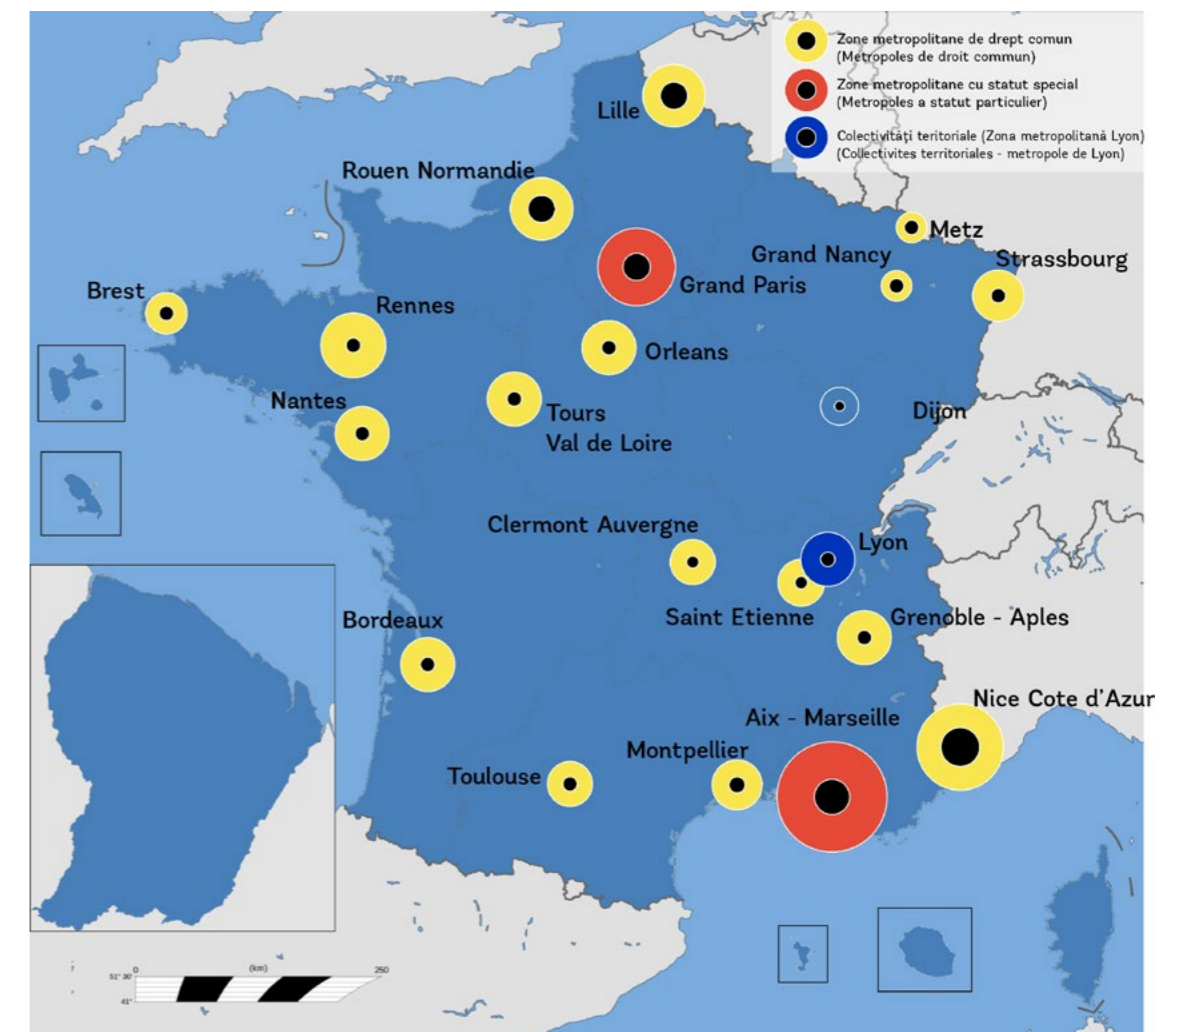 Zone metropolitane de drept comun
(Metropoles de droit commun)
Zone metropolitane cu statut special
(Metropoles a statut particulier)
Colectivități teritoriale (Zona metropolitană Lyon)
(Collectivites territoriales - metropole de Lyon)
Lille
Rouen Normandie
Metz
Grand Nancy
Strassbourg
Grand Paris
Brest
Rennes
Orleans
Nantes
Tours
Val de Loire
Dijon
Clermont Auvergne
Lyon
Saint Etienne
Grenoble - Aples
Bordeaux
Nice Cote d'Azur
Aix - Marseille
Montpellier
Toulouse
0 (km) 250
51° 30'
41°